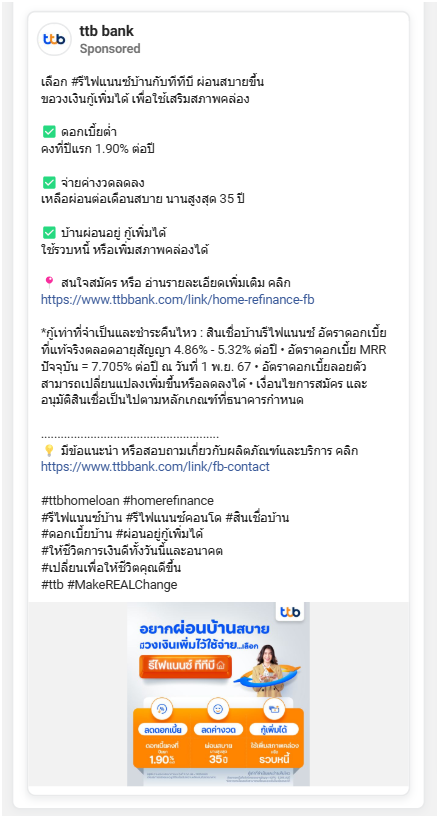 ttb
ttb bank
Sponsored
เลือก #รีไฟแนนซ์บ้านกับทีทีบี ผ่อนสบายขึ้น
ขอวงเงินกู้เพิ่มได้ เพื่อใช้เสริมสภาพคล่อง
✅ ดอกเบี้ยต่ำ
คงที่ปีแรก 1.90% ต่อปี
✅ จ่ายค่างวดลดลง
เหลือผ่อนต่อเดือนสบาย นานสูงสุด 35 ปี
✅ บ้านผ่อนอยู่ กู้เพิ่มได้
ใช้รวบหนี้ หรือเพิ่มสภาพคล่องได้
📍 สนใจสมัคร หรือ อ่านรายละเอียดเพิ่มเติม คลิก
https://www.ttbbank.com/link/home-refinance-fb
*กู้เท่าที่จำเป็นและชำระคืนไหว : สินเชื่อบ้านรีไฟแนนซ์ อัตราดอกเบี้ย
ที่แท้จริงตลอดอายุสัญญา 4.86% - 5.32% ต่อปี • อัตราดอกเบี้ย MRR
ปัจจุบัน = 7.705% ต่อปี ณ วันที่ 1 พ.ย. 67 • อัตราดอกเบี้ยลอยตัว
สามารถเปลี่ยนแปลงเพิ่มขึ้นหรือลดลงได้ • เงื่อนไขการสมัคร และ
อนุมัติสินเชื่อเป็นไปตามหลักเกณฑ์ที่ธนาคารกำหนด
......................................................
💡 มีข้อแนะนำ หรือสอบถามเกี่ยวกับผลิตภัณฑ์และบริการ คลิก
https://www.ttbbank.com/link/fb-contact
#ttbhomeloan #homerefinance
#รีไฟแนนซ์บ้าน #รีไฟแนนซ์คอนโด #สินเชื่อบ้าน
#ดอกเบี้ยบ้าน #ผ่อนอยู่กู้เพิ่มได้
#ให้ชีวิตการเงินดีทั้งวันนี้และอนาคต
#เปลี่ยนเพื่อให้ชีวิตคุณดีขึ้น
#ttb #MakeREALChange
ttb
อยากผ่อนบ้านสบาย
มีวงเงินเพิ่มไว้ใช้จ่าย...เลือก
รีไฟแนนซ์ ทีทีบี
ลดดอกเบี้ย ลดค่างวด กู้เพิ่มได้
ดอกเบี้ยคงที่ ผ่อนสบาย ใช้เพิ่มสภาพคล่อง
ปีแรก นานสูงสุด หรือ
1.90% 35 ปี รวบหนี้